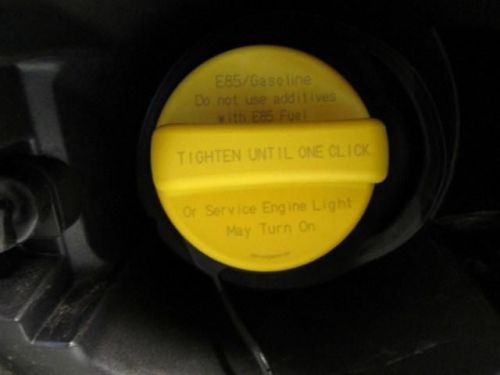 E85/Gasoline
Do not use additives
with E85 Fuel
TIGHTEN UNTIL ONE CLICK
Or Service Engine Light
May Turn On